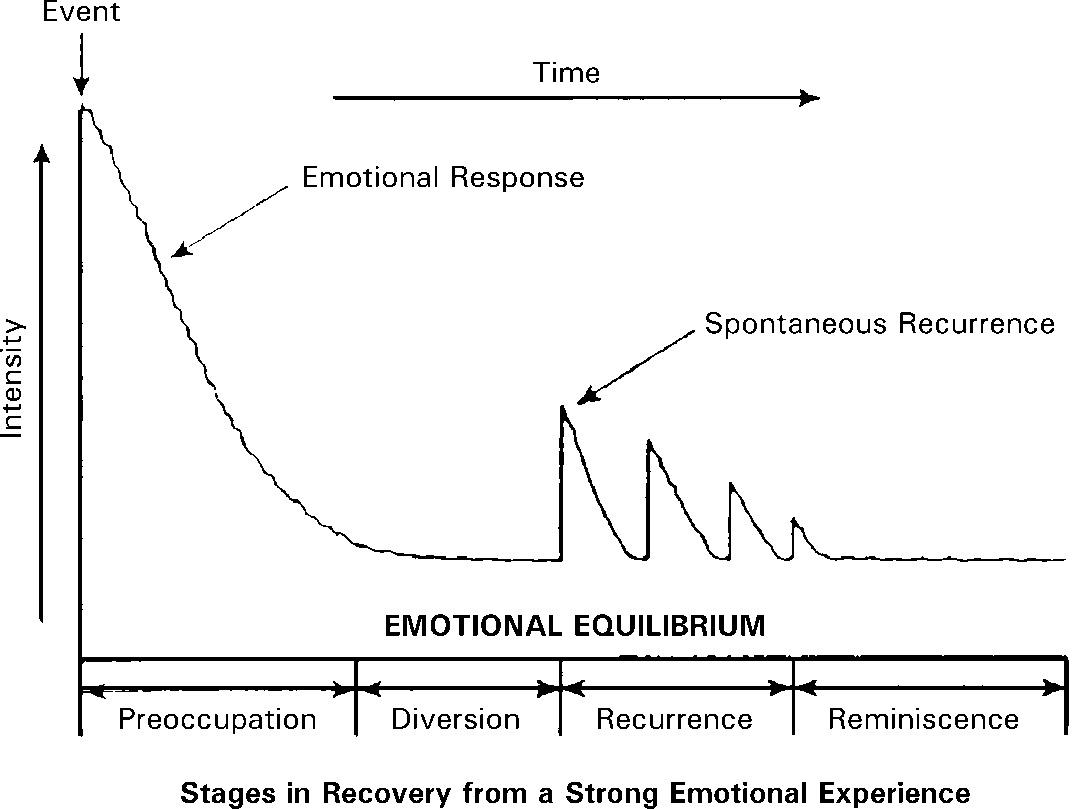 Event
Time
Emotional Response
Spontaneous Recurrence
Intensity
EMOTIONAL EQUILIBRIUM
Preoccupation
Diversion
Recurrence
Reminiscence
Stages in Recovery from a Strong Emotional Experience